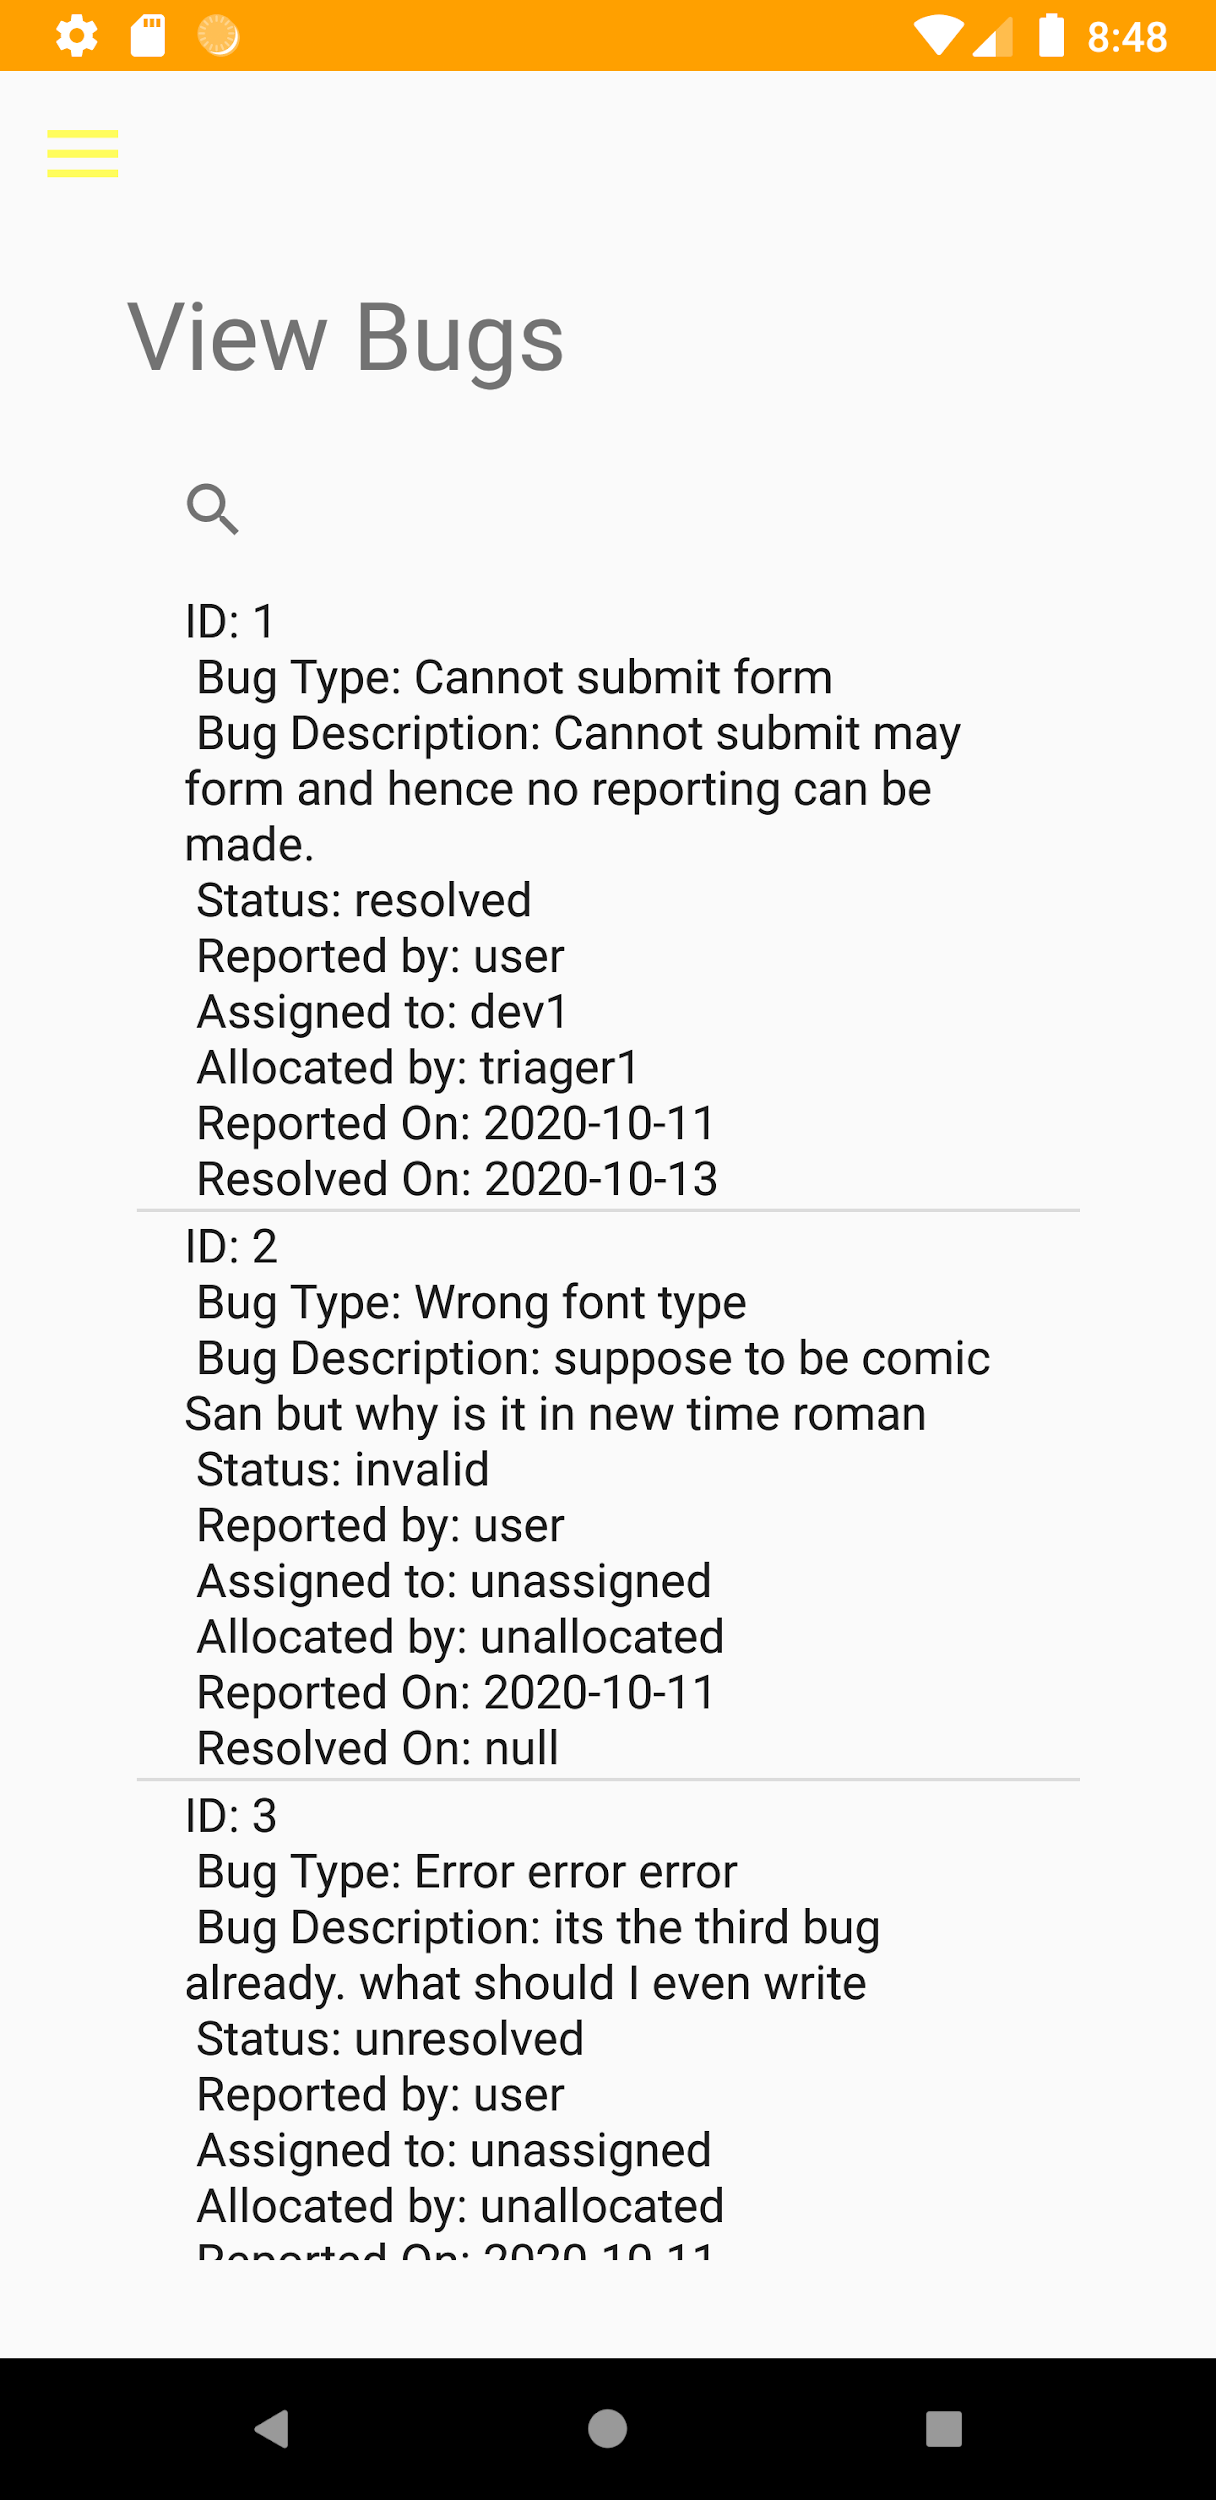 8:48
View Bugs
ID: 1
Bug Type: Cannot submit form
Bug Description: Cannot submit may
form and hence no reporting can be
made.
Status: resolved
Reported by: user
Assigned to: dev1
Allocated by: triager1
Reported On: 2020-10-11
Resolved On: 2020-10-13
ID: 2
Bug Type: Wrong font type
Bug Description: suppose to be comic
San but why is it in new time roman
Status: invalid
Reported by: user
Assigned to: unassigned
Allocated by: unallocated
Reported On: 2020-10-11
Resolved On: null
ID: 3
Bug Type: Error error error
Bug Description: its the third bug
already. what should I even write
Status: unresolved
Reported by: user
Assigned to: unassigned
Allocated by: unallocated
Reported On: 2020-10-11